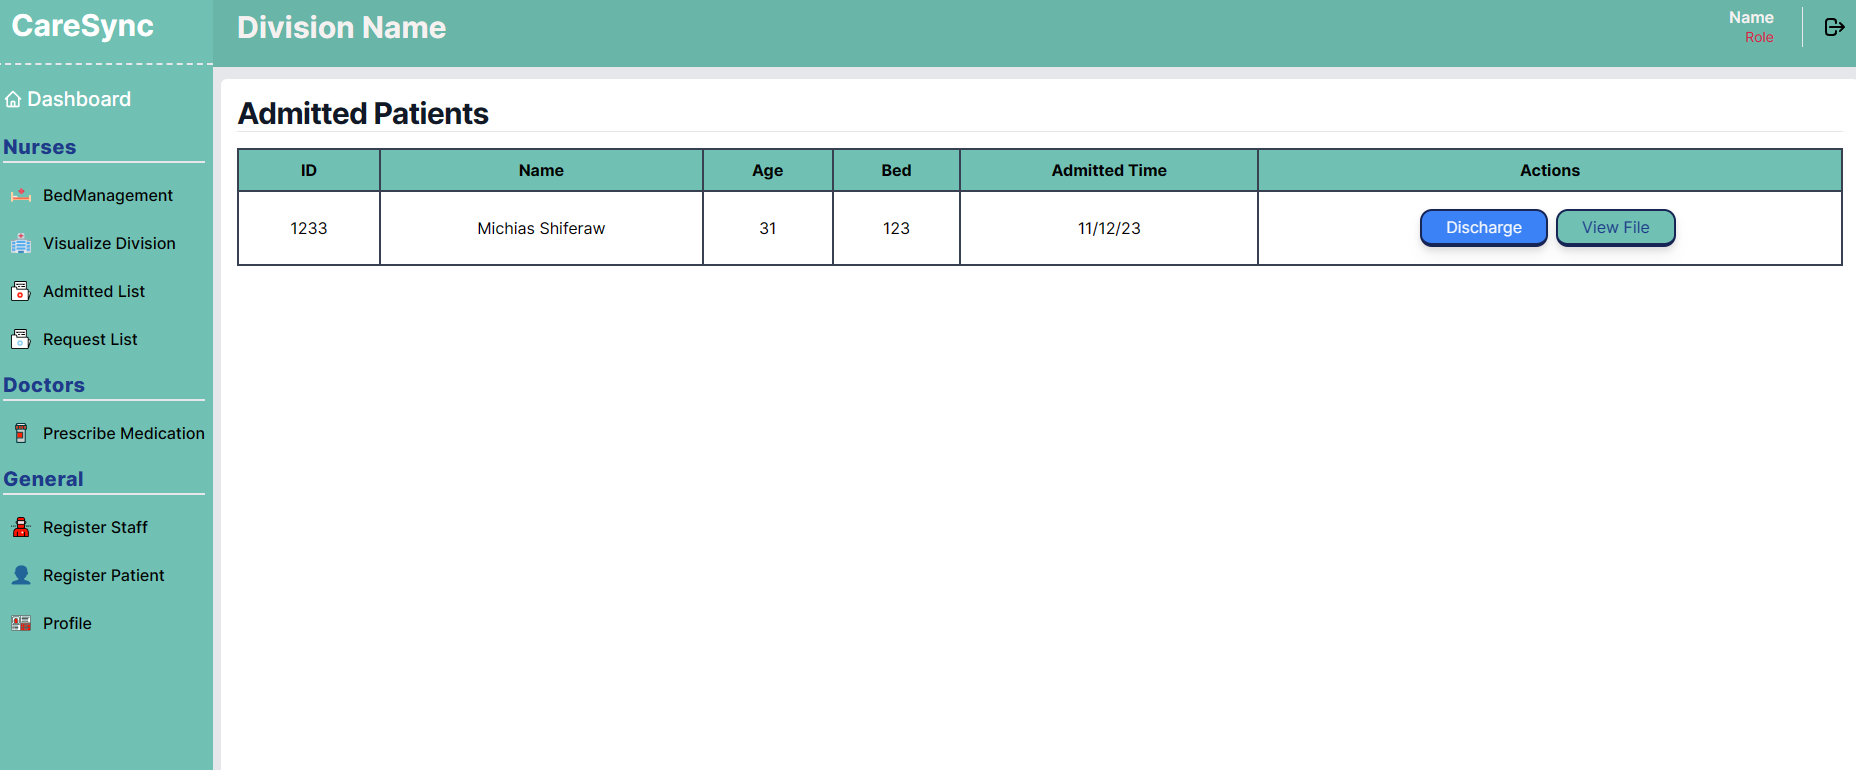 CareSync
Division Name
Name
Role
Dashboard
Nurses
BedManagement
Visualize Division
Admitted List
Request List
Doctors
Prescribe Medication
General
Register Staff
Register Patient
Profile
Admitted Patients
ID Name Age Bed Admitted Time Actions
1233 Michias Shiferaw 31 123 11/12/23 Discharge View File